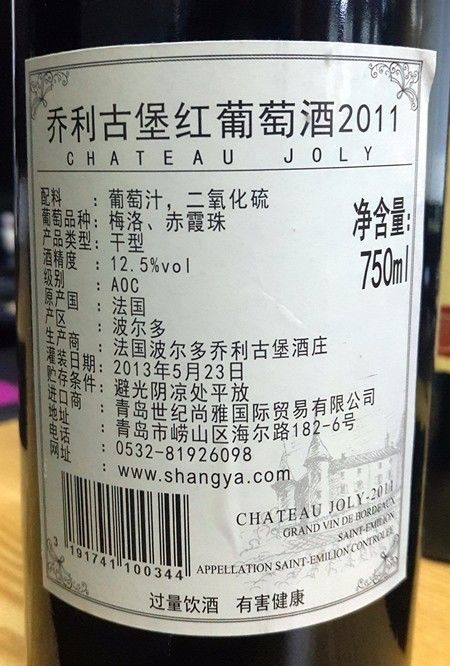 乔利古堡红葡萄酒2011
CHATEAU JOLY
配料：葡萄汁，二氧化硫
葡萄品种：梅洛、赤霞珠
产品类型：干型
酒精度：12.5%vol
级别：AOC
原产国：法国
产区：波尔多
生产商：法国波尔多乔利古堡酒庄
灌装日期：2013年5月23日
贮存条件：避光阴凉处平放
进口商：青岛世纪尚雅国际贸易有限公司
地址：青岛市崂山区海尔路182-6号
电话：0532-81926098
网址：www.shangya.com
净含量：
750ml
CHATEAU JOLY-2011
GRAND VIN DE BORDEAUX
SAINT-EMILION
APPELLATION SAINT-EMILION CONTROLEE
3 191741 100344
过量饮酒 有害健康